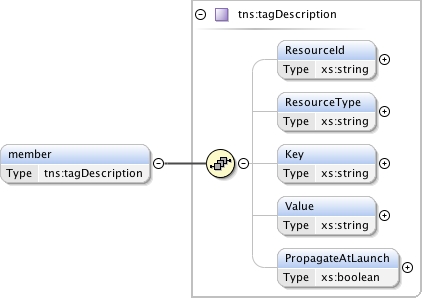 tns:tagDescription
ResourceId
Type xs:string
ResourceType
Type xs:string
member
Type tns:tagDescription
Key
Type xs:string
Value
Type xs:string
PropagateAtLaunch
Type xs:boolean